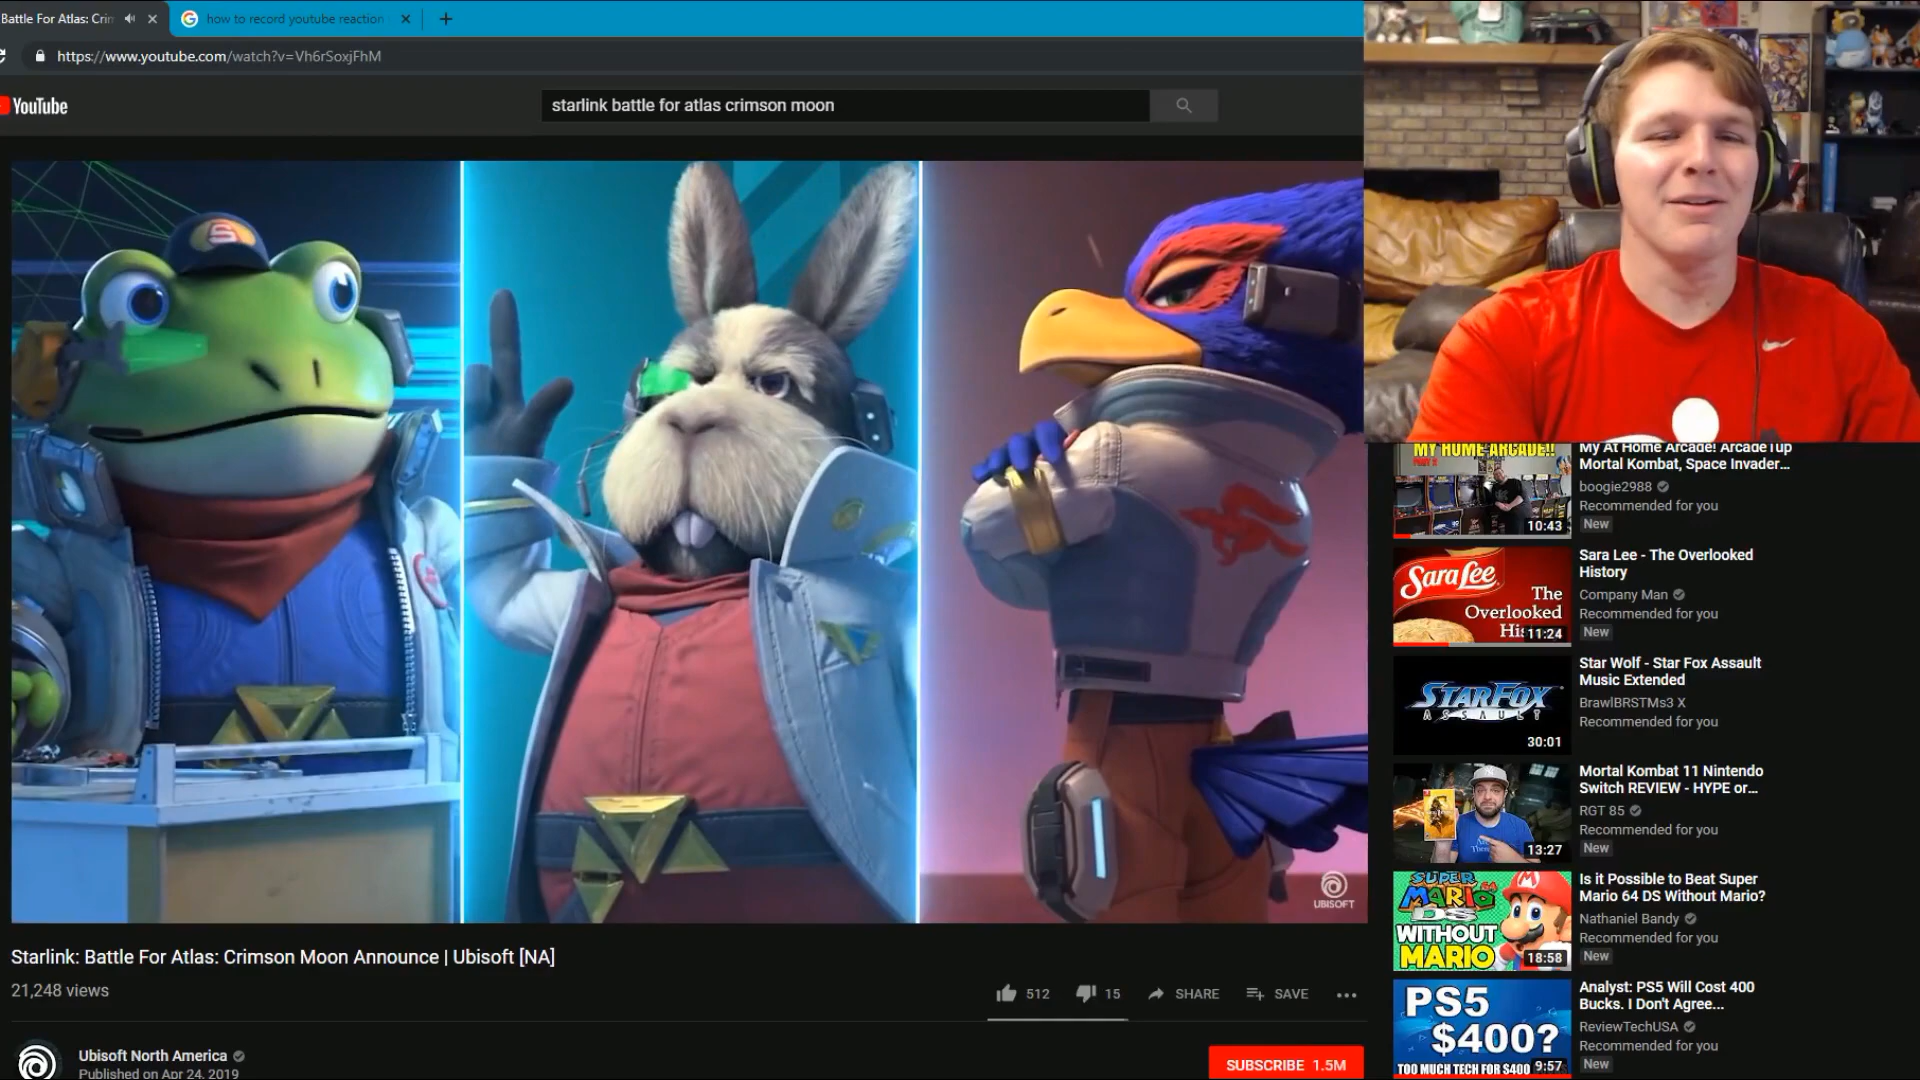 Battle For Atlas: Crim
how to record youtube reaction
https://www.youtube.com/watch?v=Vh6rSoxjFhM
YouTube
starlink battle for atlas crimson moon
S
UBISOFT
Starlink: Battle For Atlas: Crimson Moon Announce | Ubisoft [NA]
21,248 views
512
15
SHARE
SAVE
Ubisoft North America
Published on Apr 24, 2019
SUBSCRIBE 1.5M
MY HOME ARCADE!!
PART 2
10:43
My At Home Arcade! Arcade1up
Mortal Kombat, Space Invader...
boogie2988
Recommended for you
New
Sara Lee
The
Overlooked
His
11:24
Sara Lee - The Overlooked
History
Company Man
Recommended for you
New
STARFOX
ASSAULT
30:01
Star Wolf - Star Fox Assault
Music Extended
BrawlBRSTMs3 X
Recommended for you
13:27
Mortal Kombat 11 Nintendo
Switch REVIEW - HYPE or...
RGT 85
Recommended for you
New
SUPER
MARIO 64
DS
WITHOUT
MARIO
18:58
Is it Possible to Beat Super
Mario 64 DS Without Mario?
Nathaniel Bandy
Recommended for you
New
PS5
$400?
TOO MUCH TECH FOR $400
9:57
Analyst: PS5 Will Cost 400
Bucks. I Don't Agree...
ReviewTechUSA
Recommended for you
New